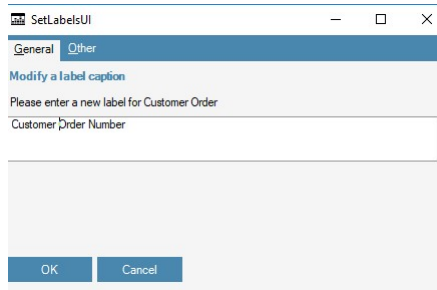 SetLabelsUI
General Other
Modify a label caption
Please enter a new label for Customer Order
Customer Order Number
OK Cancel